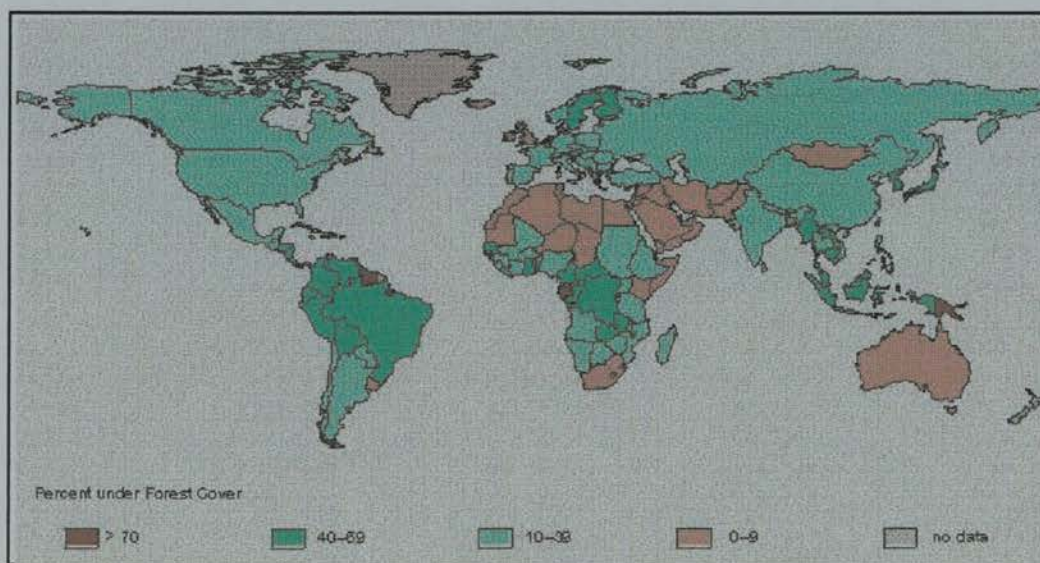 Percent under Forest Cover
> 70
40–69
10–39
0–9
no data